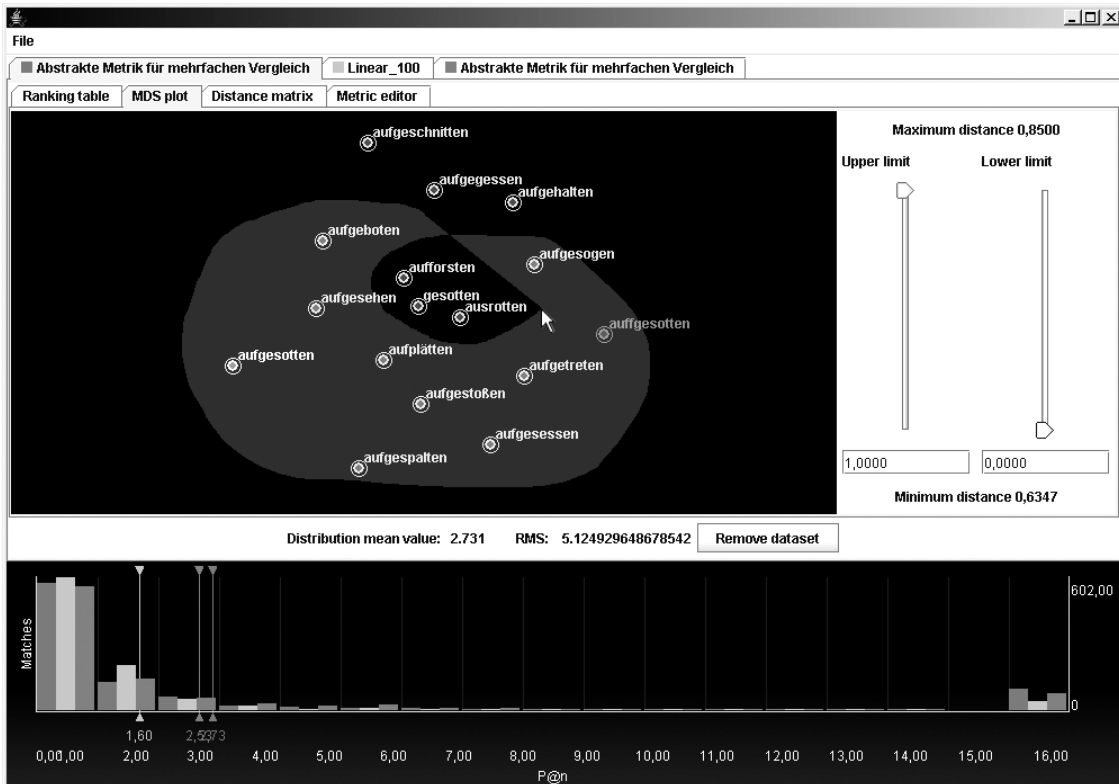 File
Abstrakte Metrik für mehrfachen Vergleich Linear_100 Abstrakte Metrik für mehrfachen Vergleich
Ranking table MDS plot Distance matrix Metric editor
aufgeschnitten
aufgegessen
aufgehalten
aufgeboten
aufgesogen
aufforsten
aufgesehen
gesotten
ausrotten
auffgesotten
aufgesotten
aufplätten
aufgetreten
aufgestoßen
aufgesessen
aufgespalten
Maximum distance 0,8500
Upper limit Lower limit
1,0000 0,0000
Minimum distance 0,6347
Distribution mean value: 2.731 RMS: 5.124929648678542 Remove dataset
Matches
602,00
0
1,60
0,00 1,00 2,00 3,00 4,00 5,00 6,00 7,00 8,00 9,00 10,00 11,00 12,00 13,00 14,00 15,00 16,00
P@n